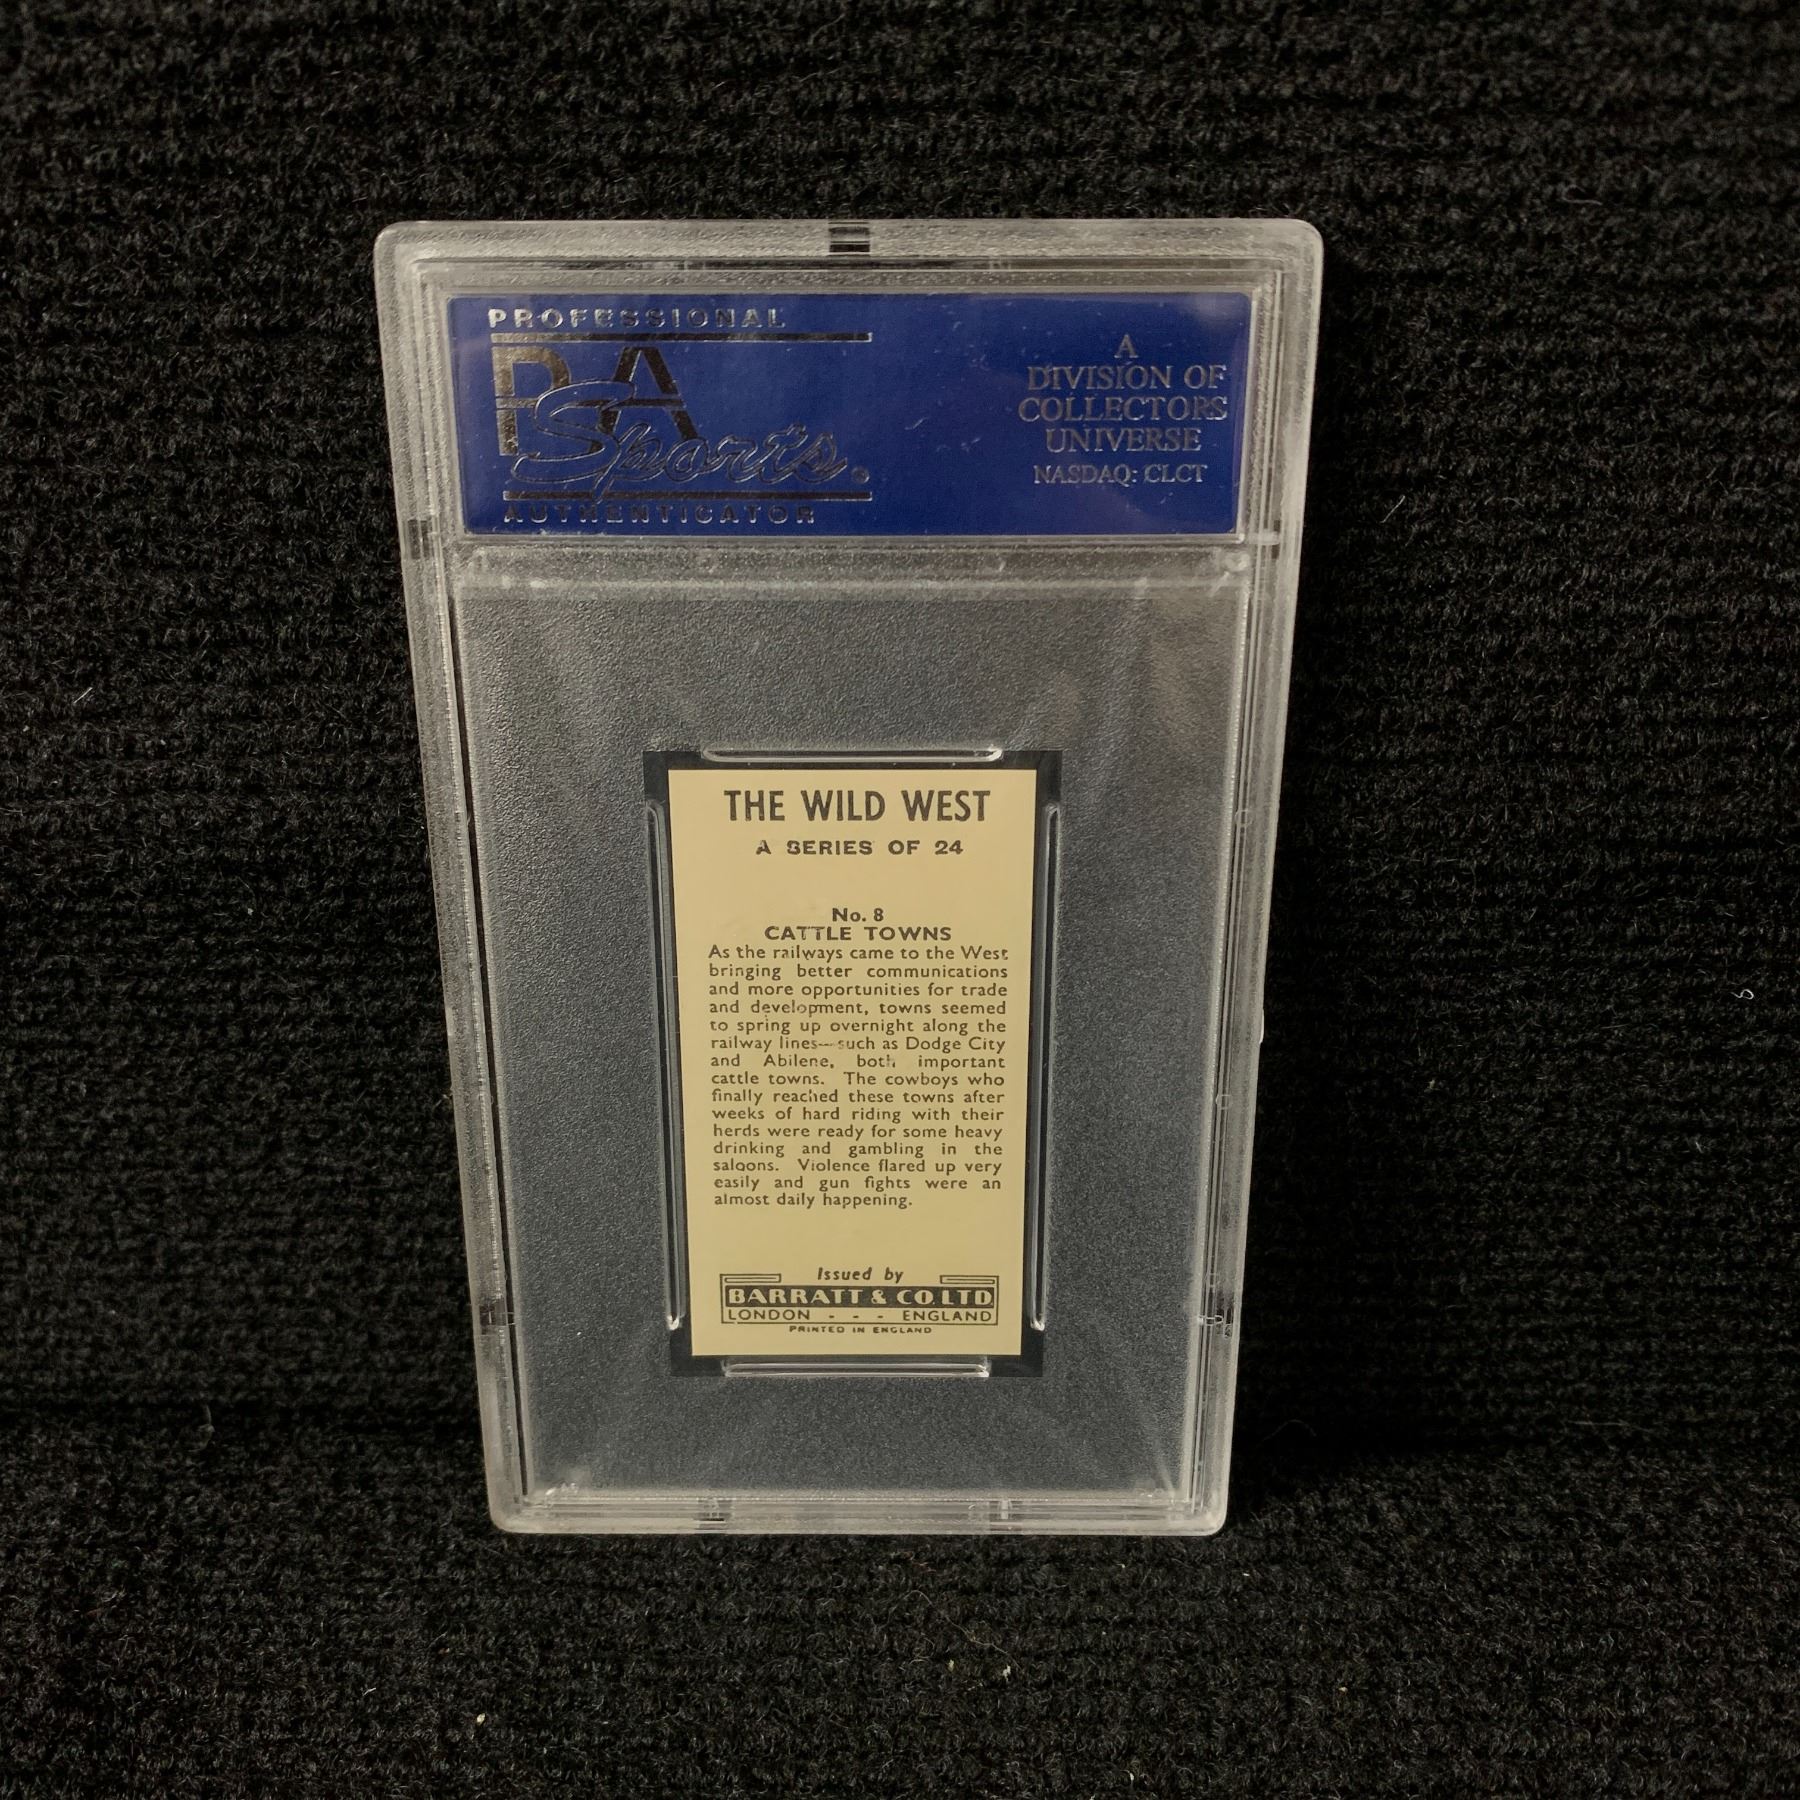 PROFESSIONAL
PSA
Sports
AUTHENTICATOR
A
DIVISION OF
COLLECTORS
UNIVERSE
NASDAQ: CLCT
THE WILD WEST
A SERIES OF 24
No. 8
CATTLE TOWNS
As the railways came to the West
bringing better communications
and more opportunities for trade
and development, towns seemed
to spring up overnight along the
railway lines—such as Dodge City
and Abilene, both important
cattle towns. The cowboys who
finally reached these towns after
weeks of hard riding with their
herds were ready for some heavy
drinking and gambling in the
saloons. Violence flared up very
easily and gun fights were an
almost daily happening.
Issued by
BARRATT & CO LTD
LONDON - - - ENGLAND
PRINTED IN ENGLAND